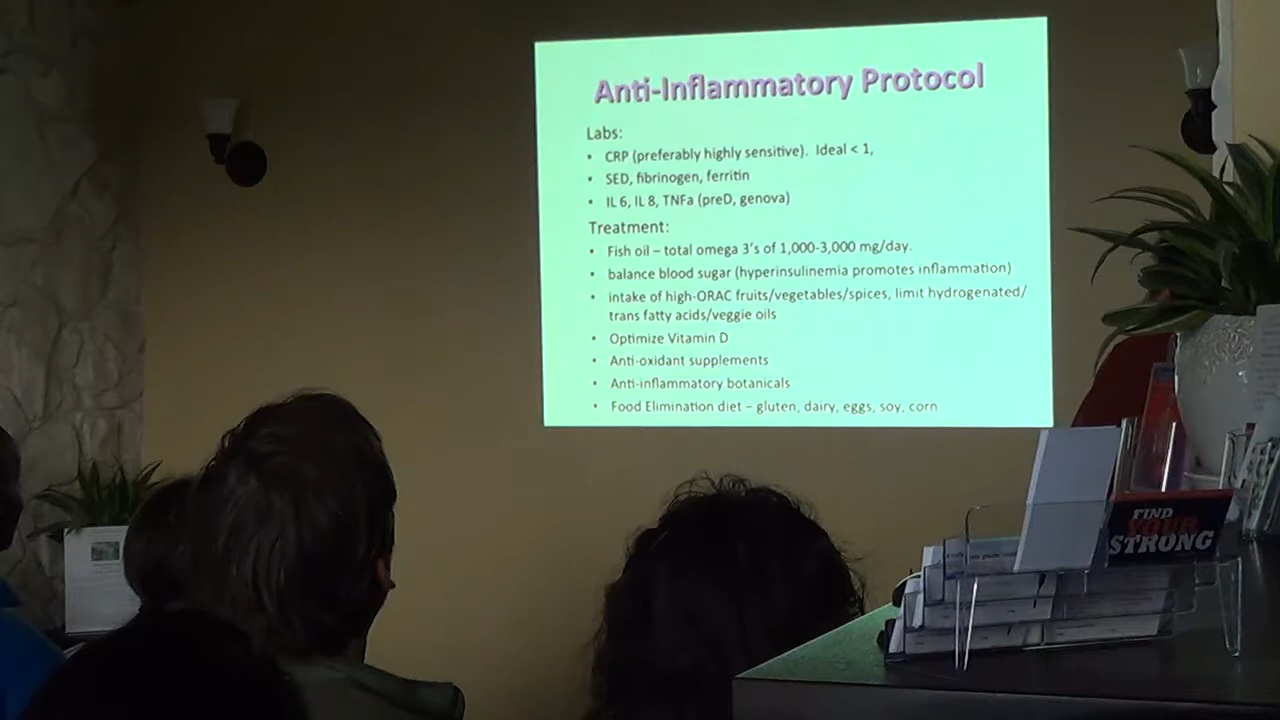 Anti-Inflammatory Protocol
Labs:
• CRP (preferably highly sensitive). Ideal < 1,
• SED, fibrinogen, ferritin
• IL 6, IL 8, TNFa (preD, genova)
Treatment:
• Fish oil – total omega 3's of 1,000-3,000 mg/day.
• balance blood sugar (hyperinsulinemia promotes inflammation)
• intake of high-ORAC fruits/vegetables/spices, limit hydrogenated/
trans fatty acids/veggie oils
• Optimize Vitamin D
• Anti-oxidant supplements
• Anti-inflammatory botanicals
• Food Elimination diet – gluten, dairy, eggs, soy, corn
FIND
YOUR
STRONG